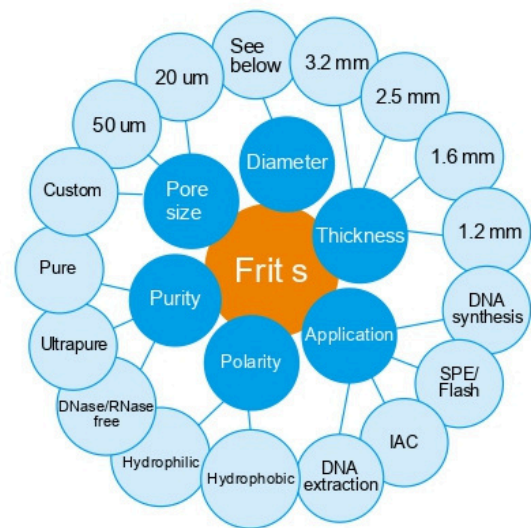 See
below
3.2 mm
2.5 mm
1.6 mm
1.2 mm
DNA
synthesis
SPE/
Flash
IAC
DNA
extraction
Hydrophobic
Hydrophilic
DNase/RNase
free
Ultrapure
Pure
Custom
50 um
20 um
Diameter
Thickness
Application
Polarity
Purity
Pore
size
Frit s